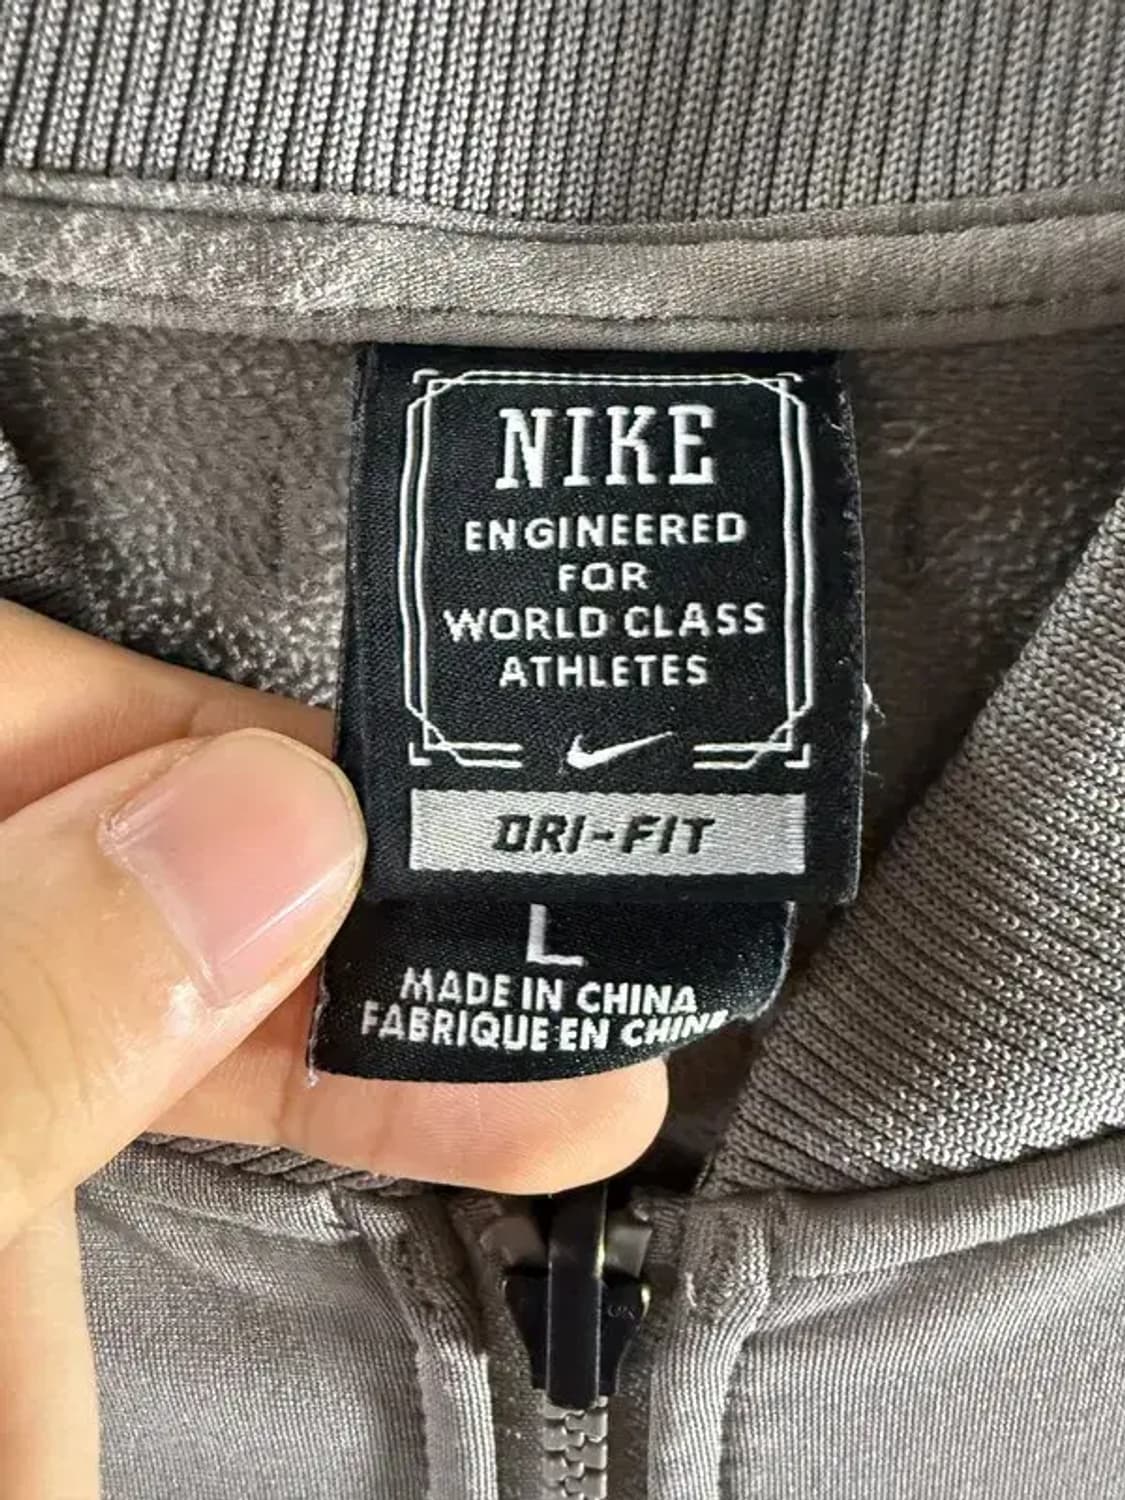 NIKE
ENGINEERED
FOR
WORLD CLASS
ATHLETES
DRI-FIT
L
MADE IN CHINA
FABRIQUE EN CHINE